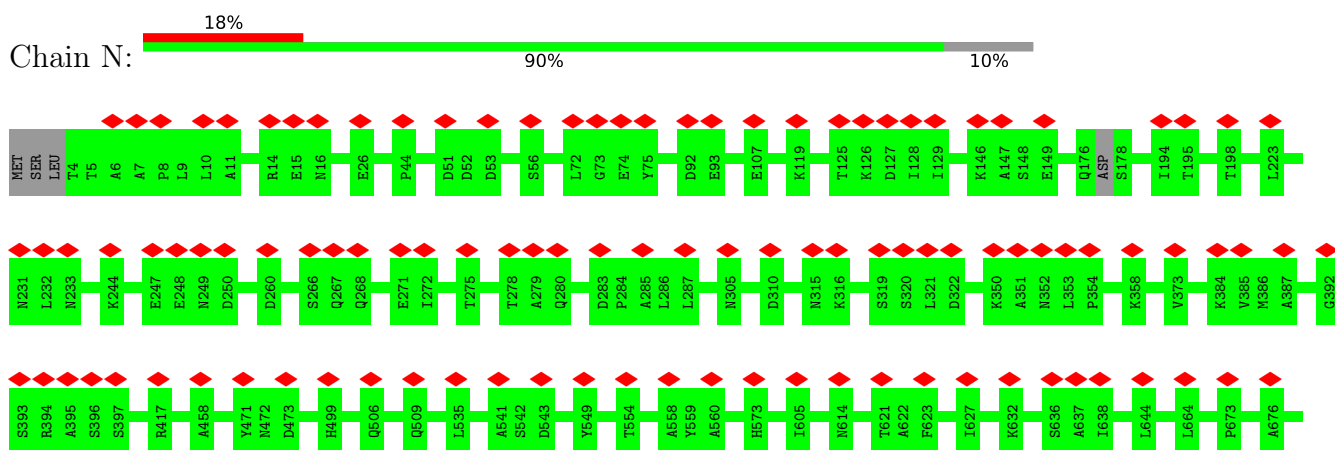 18%
Chain N:
90% 10%
MET SER LEU T4 T5 A6 A7 P8 L9 L10 A11 R14 E15 N16 E26 P44 D51 D52 D53 S56 L72 G73 E74 Y75 D92 E93 E107 K119 T125 K126 D127 I128 I129 K146 A147 S148 E149 Q176 ASP S178 I194 T195 T198 L223
N231 L232 N233 K244 E247 E248 N249 D250 D260 S266 Q267 Q268 E271 I272 T275 T278 A279 Q280 D283 P284 A285 L286 L287 N305 D310 N315 K316 S319 S320 L321 D322 K350 A351 N352 L353 P354 K358 V373 K384 V385 M386 A387 G392
S393 R394 A395 S396 S397 R417 A458 Y471 N472 D473 H499 Q506 Q509 L535 A541 S542 D543 Y549 T554 A558 Y559 A560 H573 I605 N614 T621 A622 F623 I627 K632 S636 A637 I638 L644 L664 P673 A676